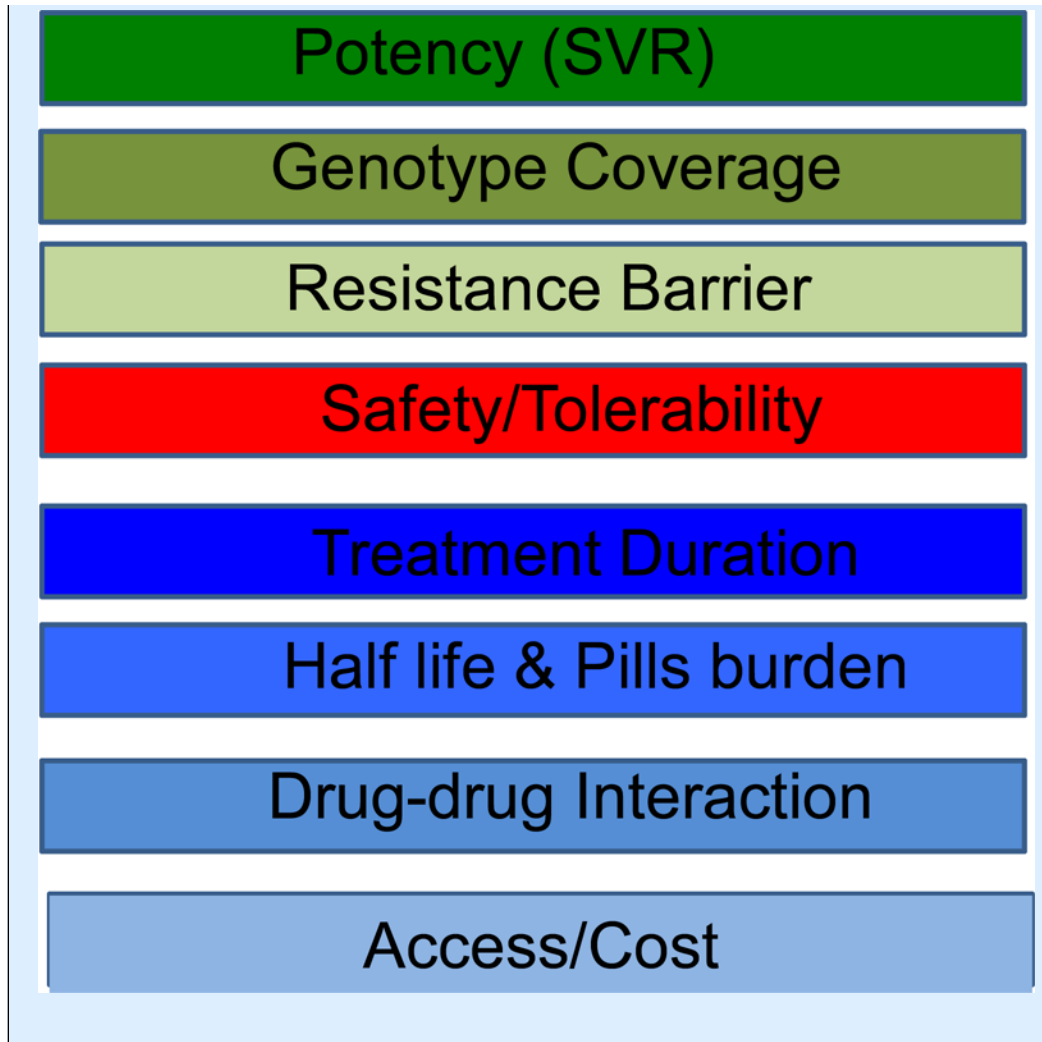 Potency (SVR)
Genotype Coverage
Resistance Barrier
Safety/Tolerability
Treatment Duration
Half life & Pills burden
Drug-drug Interaction
Access/Cost